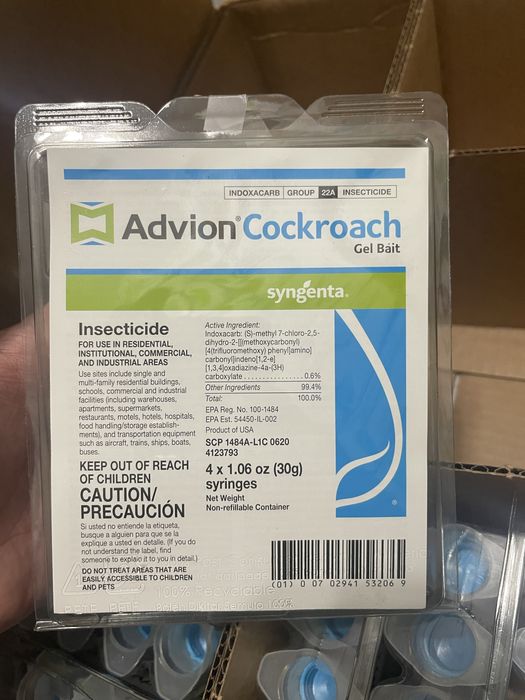 INDOXACARB GROUP 22A INSECTICIDE
Advion® Cockroach
Gel Bait
syngenta®
Insecticide
FOR USE IN RESIDENTIAL,
INSTITUTIONAL, COMMERCIAL,
AND INDUSTRIAL AREAS
Use sites include single and
multi-family residential buildings,
schools, commercial and industrial
facilities (including warehouses,
apartments, supermarkets,
restaurants, motels, hotels, hospitals,
food handling/storage establish-
ments), and transportation equipment
such as aircraft, trains, ships, boats,
buses.
KEEP OUT OF REACH
OF CHILDREN
CAUTION/
PRECAUCIÓN
Si usted no entiende la etiqueta,
busque a alguien para que se la
explique a usted en detalle. (If you do
not understand the label, find
someone to explain it to you in detail.)
DO NOT TREAT AREAS THAT ARE
EASILY ACCESSIBLE TO CHILDREN
AND PETS
Active Ingredient:
Indoxacarb: (S)-methyl 7-chloro-2,5-
dihydro-2-[[(methoxycarbonyl)
[4(trifluoromethoxy) phenyl]amino]
carbonyl]indeno[1,2-e]
[1,3,4]oxadiazine-4a-(3H)
carboxylate . . . . . . . . . . . . 0.6%
Other Ingredients 99.4%
Total: 100.0%
EPA Reg. No. 100-1484
EPA Est. 54450-IL-002
Product of USA
SCP 1484A-L1C 0620
4123793
4 x 1.06 oz (30g)
syringes
Net Weight
Non-refillable Container
(01) 0 07 02941 53206 9
100% Recyclable